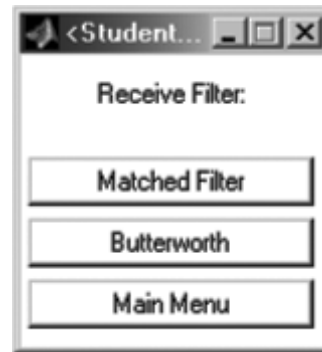 <Student...
Receive Filter:
Matched Filter
Butterworth
Main Menu